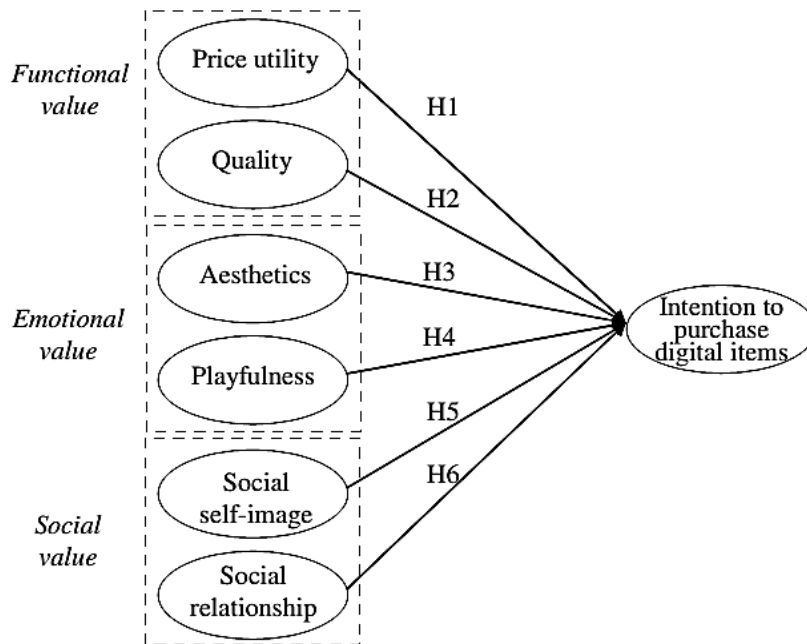 Functional
value
Price utility
H1
Quality
H2
Emotional
value
Aesthetics
H3
Playfulness
H4
Social
value
Social
self-image
H5
Social
relationship
H6
Intention to
purchase
digital items